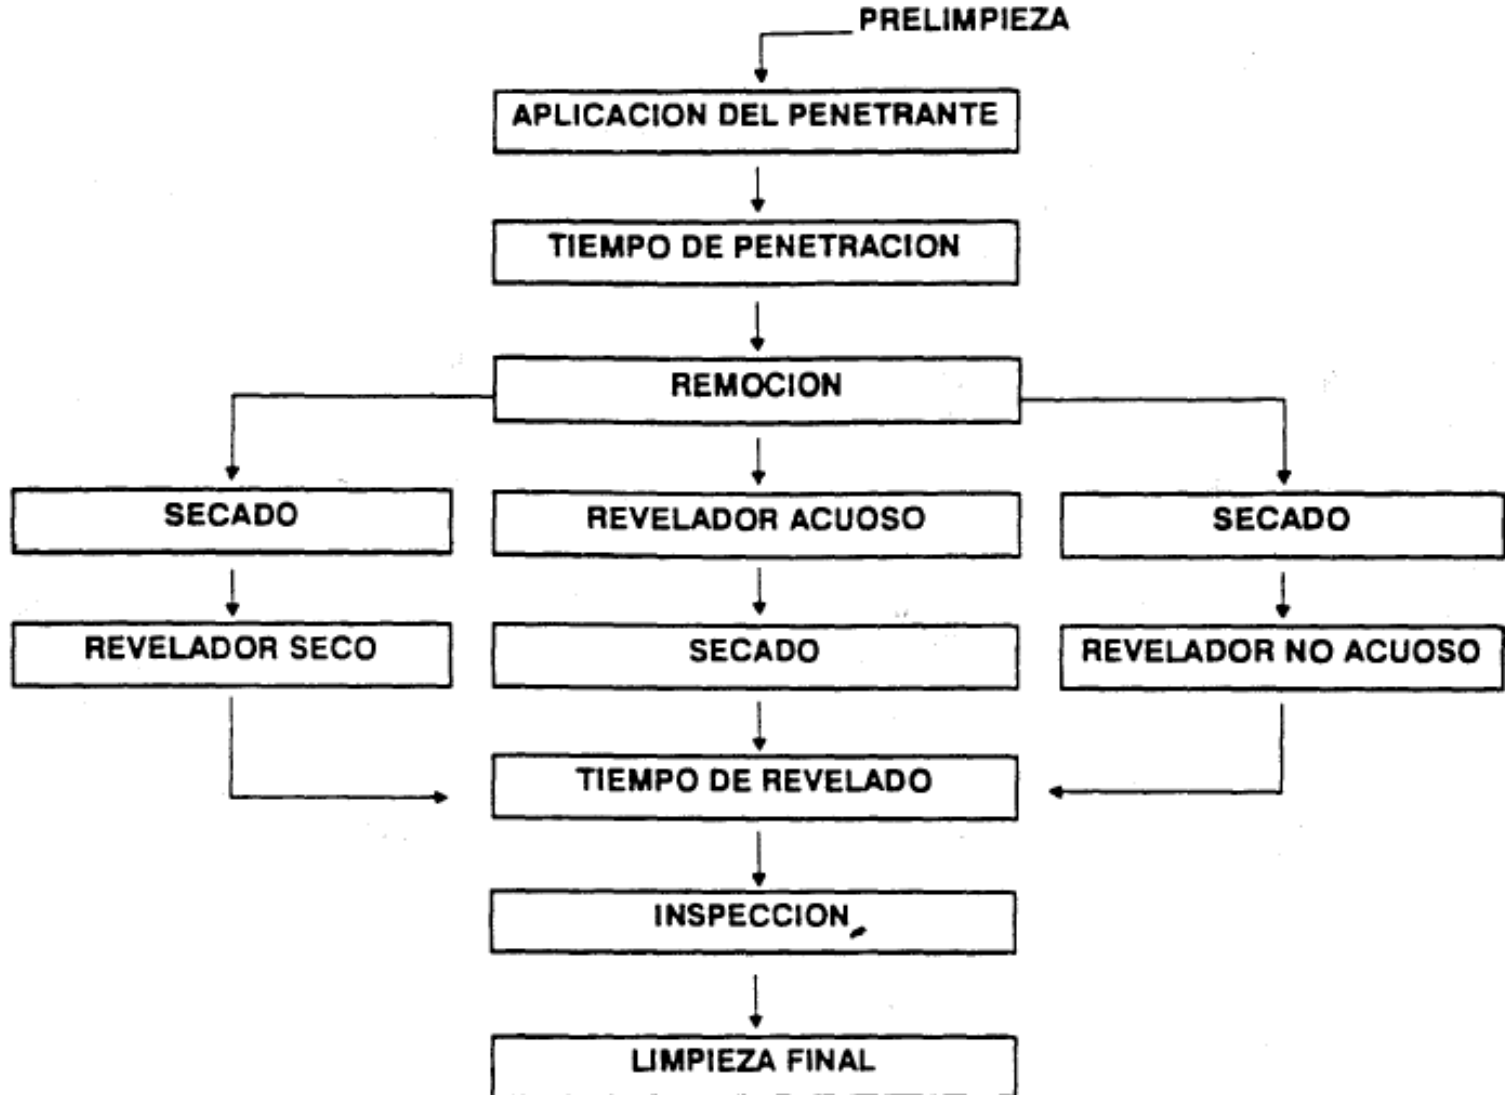 PRELIMPIEZA
APLICACION DEL PENETRANTE
TIEMPO DE PENETRACION
REMOCION
SECADO
REVELADOR ACUOSO
SECADO
REVELADOR SECO
SECADO
REVELADOR NO ACUOSO
TIEMPO DE REVELADO
INSPECCION
LIMPIEZA FINAL